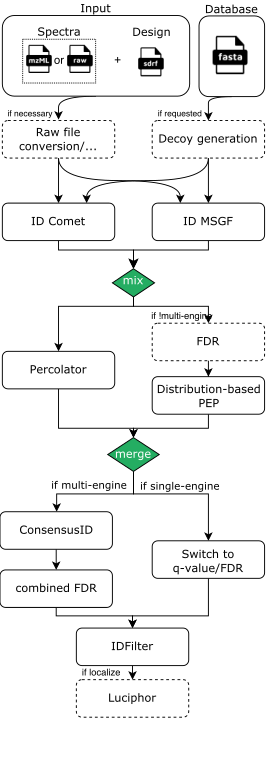 Input
Database
Spectra
Design
mzML or raw + sdrf
fasta
if necessary
if requested
Raw file
conversion/...
Decoy generation
ID Comet
ID MSGF
mix
if !multi-engine
Percolator
FDR
Distribution-based
PEP
merge
if multi-engine
if single-engine
ConsensusID
Switch to
q-value/FDR
combined FDR
IDFilter
if localize
Luciphor